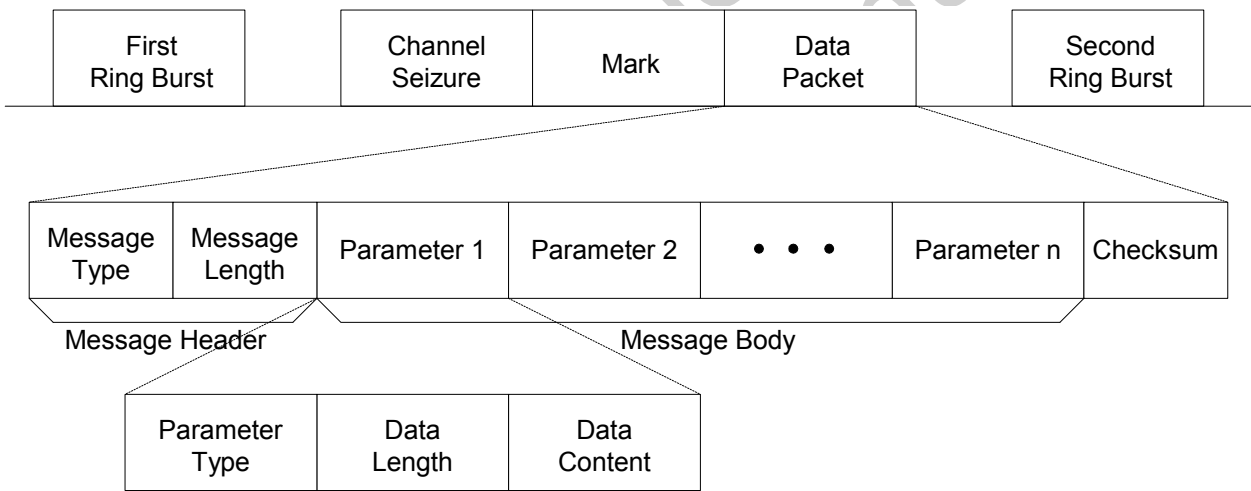 First
Ring Burst
Channel
Seizure
Mark
Data
Packet
Second
Ring Burst
Message
Type
Message
Length
Parameter 1
Parameter 2
• • •
Parameter n
Checksum
Message Header
Message Body
Parameter
Type
Data
Length
Data
Content